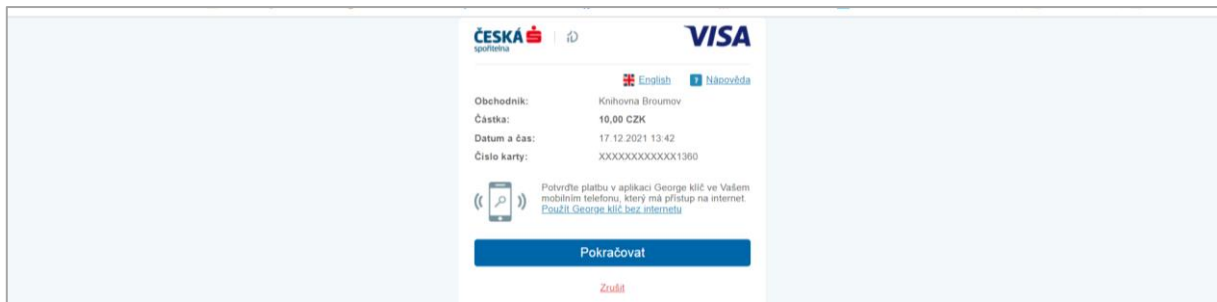 ČESKÁ
spořitelna
VISA
English
? Nápověda
Obchodník: Knihovna Broumov
Částka: 10,00 CZK
Datum a čas: 17.12.2021 13:42
Číslo karty: XXXXXXXXXXXX1360
Potvrďte platbu v aplikaci George klíč ve Vašem
mobilním telefonu, který má přístup na internet.
Použít George klíč bez internetu
Pokračovat
Zrušit